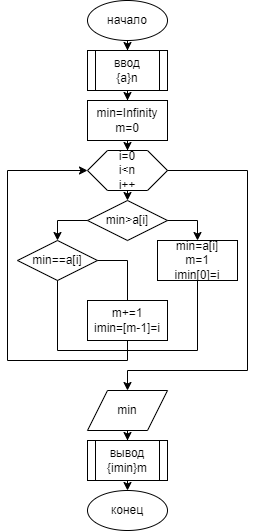 начало
ввод
{a}n
min=Infinity
m=0
i=0
i<n
i++
min>a[i]
min==a[i]
min=a[i]
m=1
imin[0]=i
m+=1
imin=[m-1]=i
min
вывод
{imin}m
конец